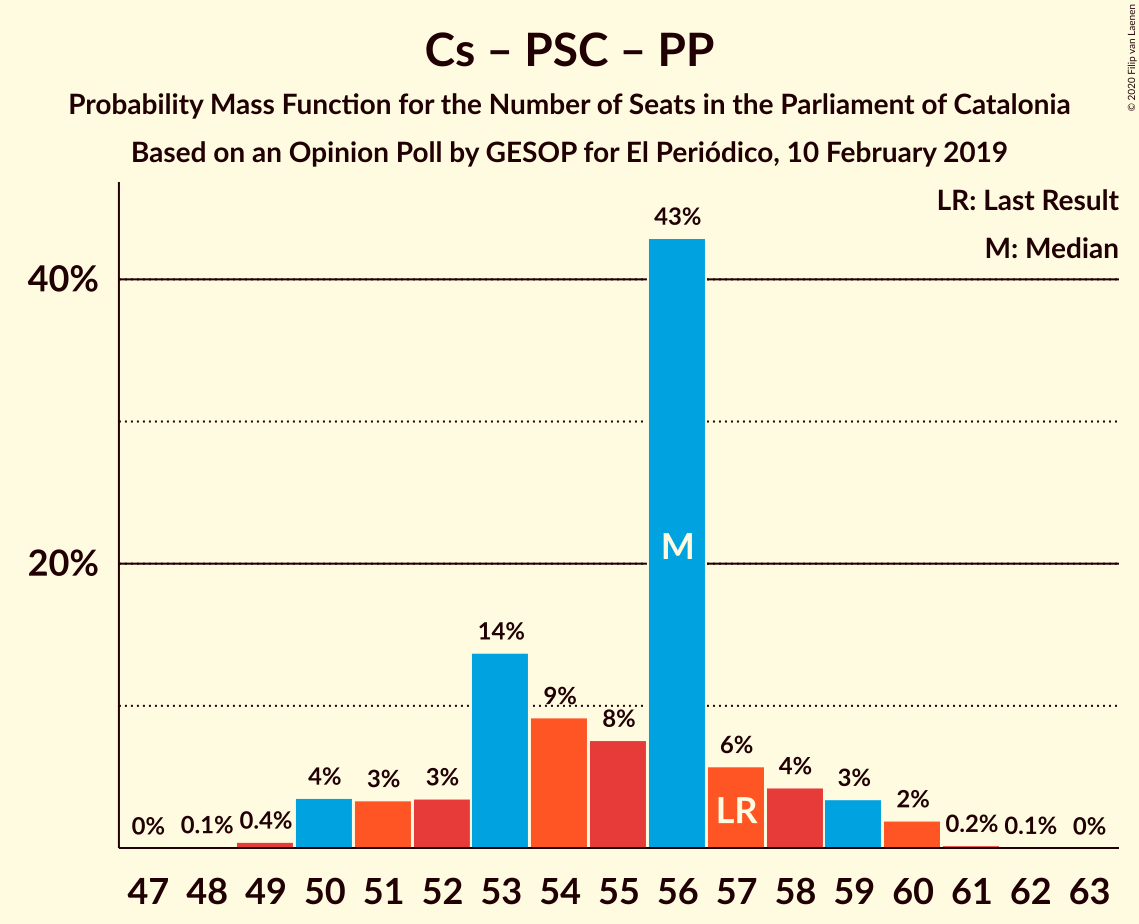 Cs – PSC – PP
Probability Mass Function for the Number of Seats in the Parliament of Catalonia
Based on an Opinion Poll by GESOP for El Periódico, 10 February 2019
© 2020 Filip van Laenen
LR: Last Result
M: Median
40%
20%
0% 0.1% 0.4% 4% 3% 3% 14% 9% 8% 43% 6% 4% 3% 2% 0.2% 0.1% 0%
M
LR
47 48 49 50 51 52 53 54 55 56 57 58 59 60 61 62 63